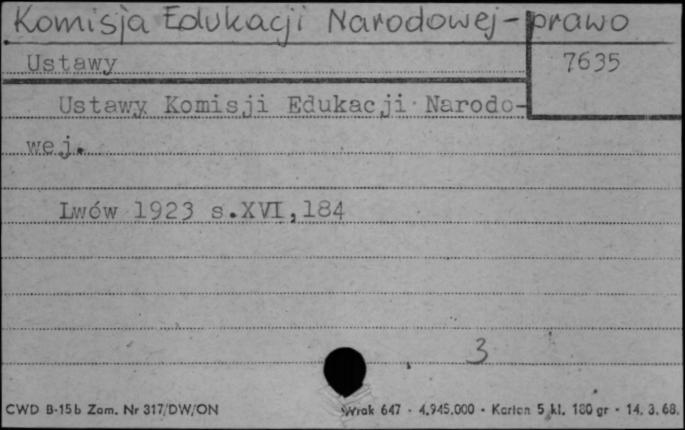 Komisja Edukacji Narodowej - prawo
Ustawy 7635
Ustawy Komisji Edukacji Narodo-
wej.
Lwów 1923 s.XVI,184
3
CWD B-15b Zam. Nr 317/DW/ON Wrak 647 - 4.945.000 - Karton 5 kl. 180 gr - 14. 3. 68.